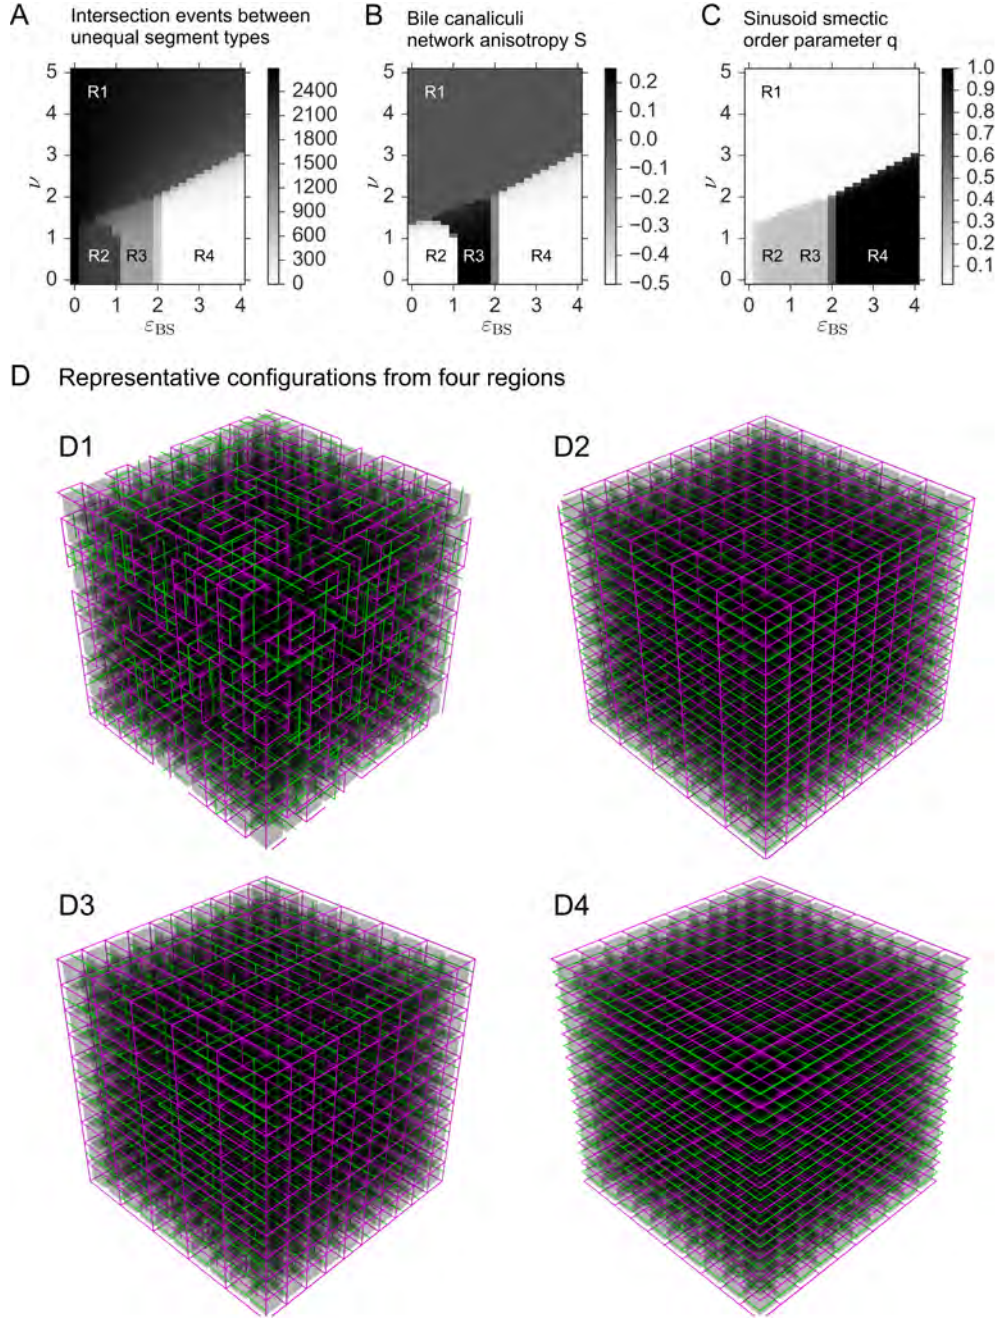 A Intersection events between
unequal segment types
B Bile canaliculi
network anisotropy S
C Sinusoid smectic
order parameter q
5
4
3
2
1
0
ν
R1
R2 R3 R4
0 1 2 3 4
ε_BS
2400
2100
1800
1500
1200
900
600
300
0
5
4
3
2
1
0
ν
R1
R2 R3 R4
0 1 2 3 4
ε_BS
0.2
0.1
0.0
−0.1
−0.2
−0.3
−0.4
−0.5
5
4
3
2
1
0
ν
R1
R2 R3 R4
0 1 2 3 4
ε_BS
1.0
0.9
0.8
0.7
0.6
0.5
0.4
0.3
0.2
0.1
D Representative configurations from four regions
D1
D2
D3
D4